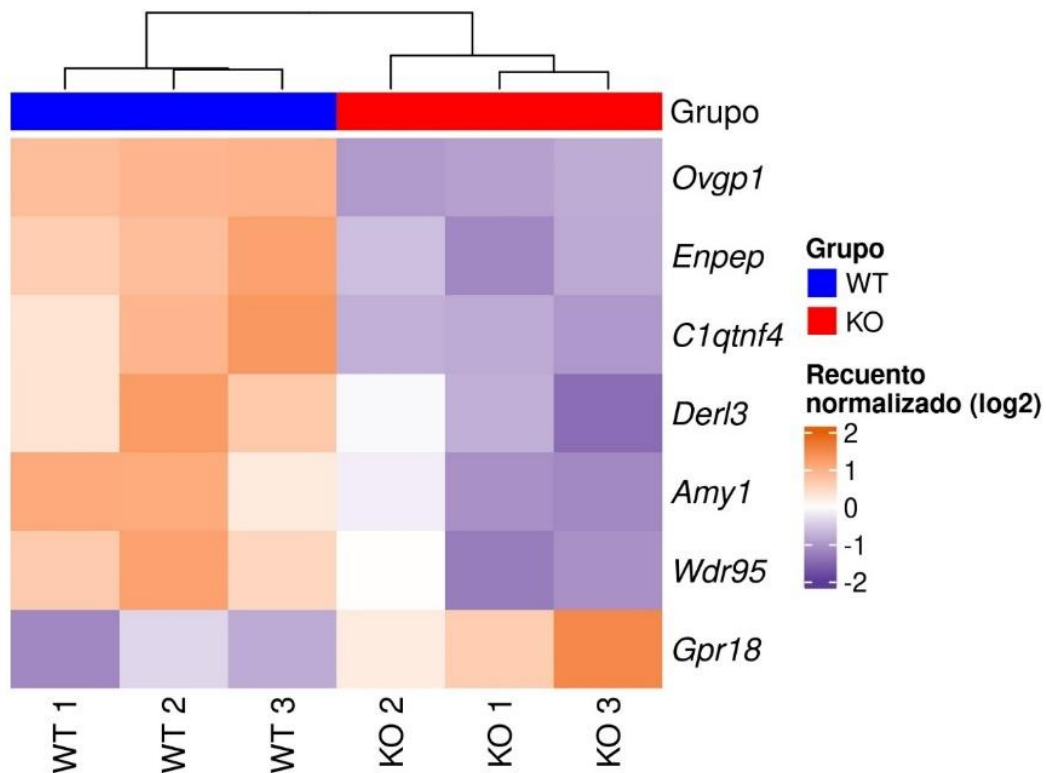 Grupo
Ovgp1
Enpep
C1qtnf4
Derl3
Amy1
Wdr95
Gpr18
WT 1
WT 2
WT 3
KO 2
KO 1
KO 3
Grupo
WT
KO
Recuento
normalizado (log2)
2
1
0
-1
-2